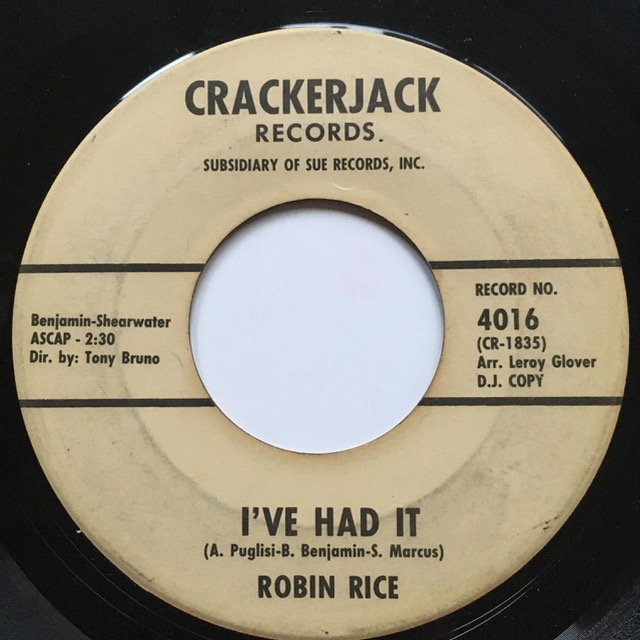 CRACKERJACK
RECORDS.
SUBSIDIARY OF SUE RECORDS, INC.
Benjamin-Shearwater
ASCAP - 2:30
Dir. by: Tony Bruno
RECORD NO.
4016
(CR-1835)
Arr. Leroy Glover
D.J. COPY
I'VE HAD IT
(A. Puglisi-B. Benjamin-S. Marcus)
ROBIN RICE